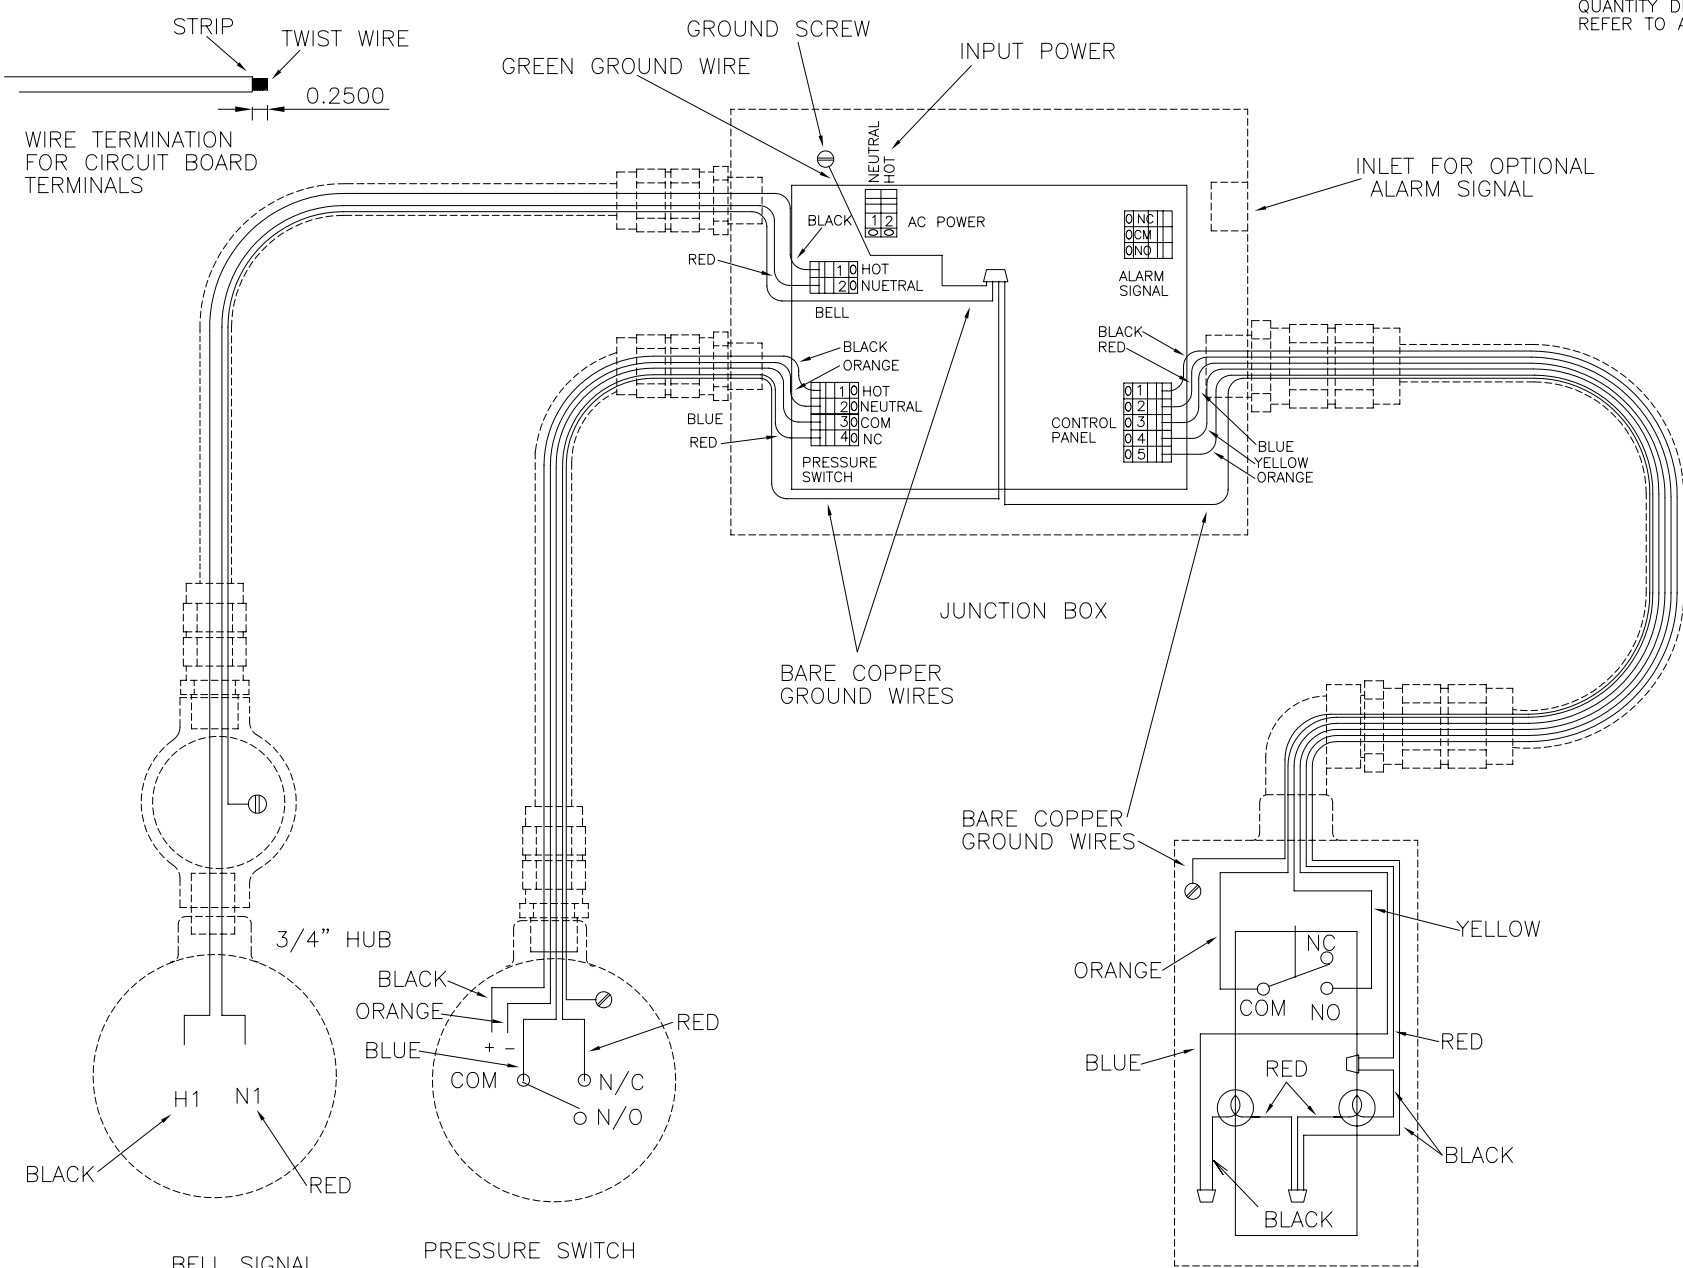 QUANTITY D
REFER TO A
STRIP
TWIST WIRE
0.2500
WIRE TERMINATION
FOR CIRCUIT BOARD
TERMINALS
GROUND SCREW
GREEN GROUND WIRE
INPUT POWER
NEUTRAL
HOT
1 2
AC POWER
INLET FOR OPTIONAL
ALARM SIGNAL
NC
CM
NO
ALARM
SIGNAL
BLACK
RED
1 HOT
2 NUETRAL
BELL
BLACK
ORANGE
1 HOT
2 NEUTRAL
3 COM
4 NC
BLUE
RED
PRESSURE
SWITCH
BLACK
RED
1
2
3
4
5
CONTROL
PANEL
BLUE
YELLOW
ORANGE
JUNCTION BOX
BARE COPPER
GROUND WIRES
BARE COPPER
GROUND WIRES
3/4" HUB
H1
N1
BLACK
RED
BELL SIGNAL
BLACK
ORANGE
+ -
BLUE
COM
N/C
N/O
RED
PRESSURE SWITCH
YELLOW
ORANGE
NC
COM
NO
RED
BLUE
RED
BLACK
BLACK